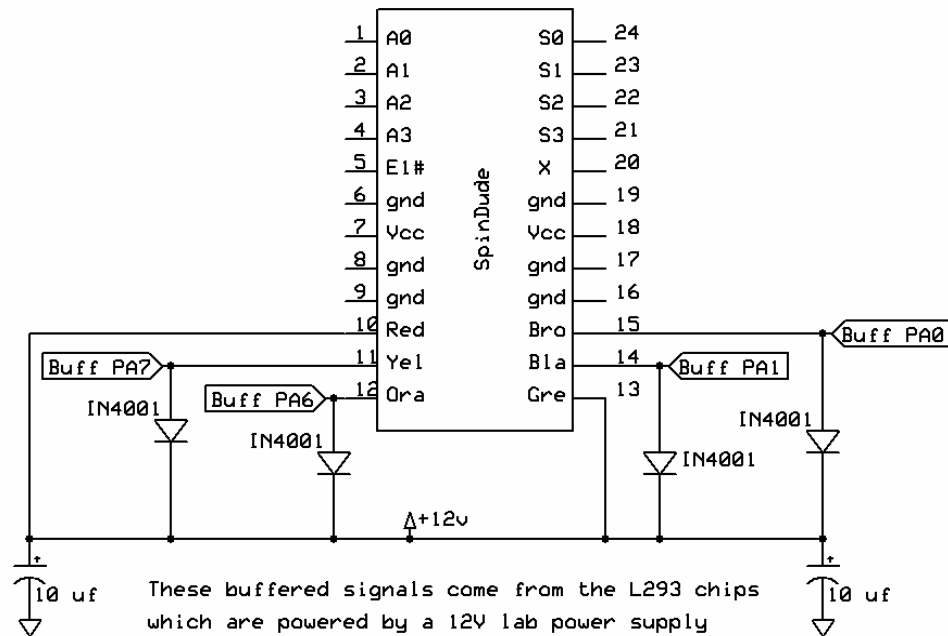 1 A0 S0 24
2 A1 S1 23
3 A2 S2 22
4 A3 S3 21
5 E1# X 20
6 gnd gnd 19
7 Vcc Vcc 18
8 gnd gnd 17
9 gnd gnd 16
SpinDude
10 Red Bro 15 Buff PA0
Buff PA7 11 Yel Bla 14 Buff PA1
Buff PA6 12 Ora Gre 13
IN4001
IN4001
IN4001
IN4001
+12v
+
10 uf
+
10 uf
These buffered signals come from the L293 chips
which are powered by a 12V lab power supply